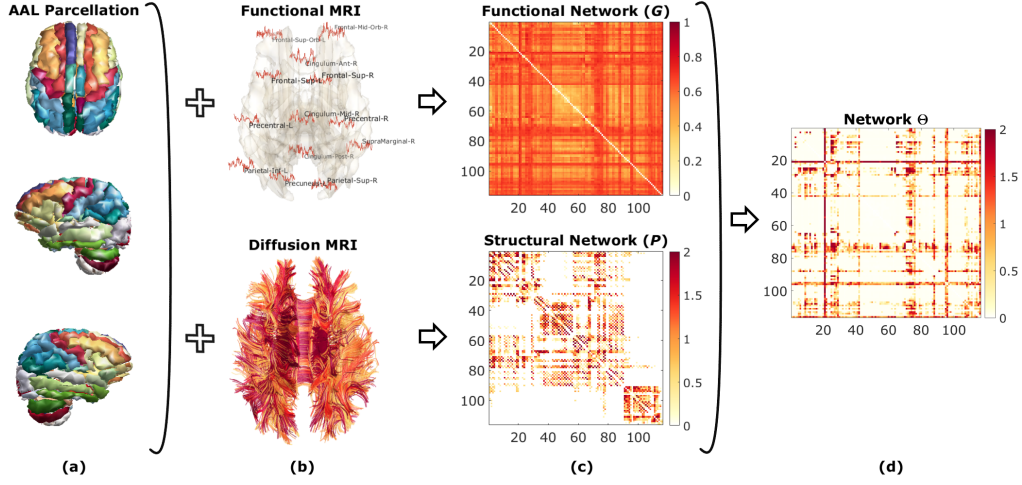 AAL Parcellation
Functional MRI
Functional Network (G)
Frontal-Mid-Orb-R
Frontal-Sup-Orb-L
Cingulum-Ant-R
Frontal-Sup-R
Frontal-Sup-L
Cingulum-Mid-R
Precentral-R
Precentral-L
SupraMarginal-R
Cingulum-Post-R
Parietal-Inf-L
Precuneus-L
Parietal-Sup-R
20
40
60
80
100
20 40 60 80 100
1
0.8
0.6
0.4
0.2
0
Diffusion MRI
Structural Network (P)
20
40
60
80
100
20 40 60 80 100
2
1.5
1
0.5
0
Network Θ
20
40
60
80
100
20 40 60 80 100
2
1.5
1
0.5
0
(a)
(b)
(c)
(d)